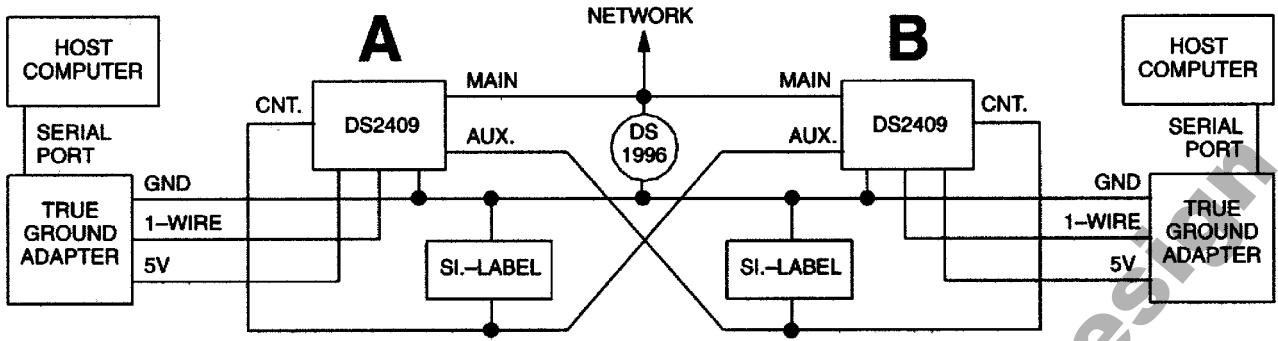 NETWORK
A
B
HOST
COMPUTER
HOST
COMPUTER
MAIN
MAIN
CNT.
CNT.
DS2409
DS2409
DS
1996
AUX.
AUX.
SERIAL
PORT
SERIAL
PORT
GND
GND
TRUE
GROUND
ADAPTER
TRUE
GROUND
ADAPTER
1–WIRE
1–WIRE
5V
5V
SI.–LABEL
SI.–LABEL
esign